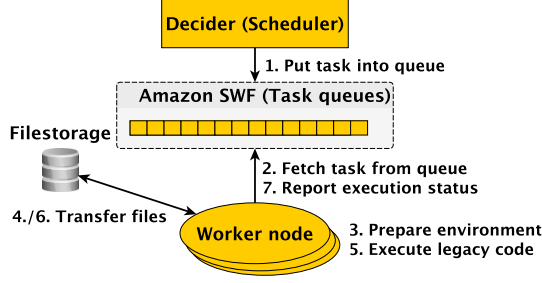 Decider (Scheduler)
1. Put task into queue
Amazon SWF (Task queues)
Filestorage
2. Fetch task from queue
7. Report execution status
4./6. Transfer files
Worker node
3. Prepare environment
5. Execute legacy code